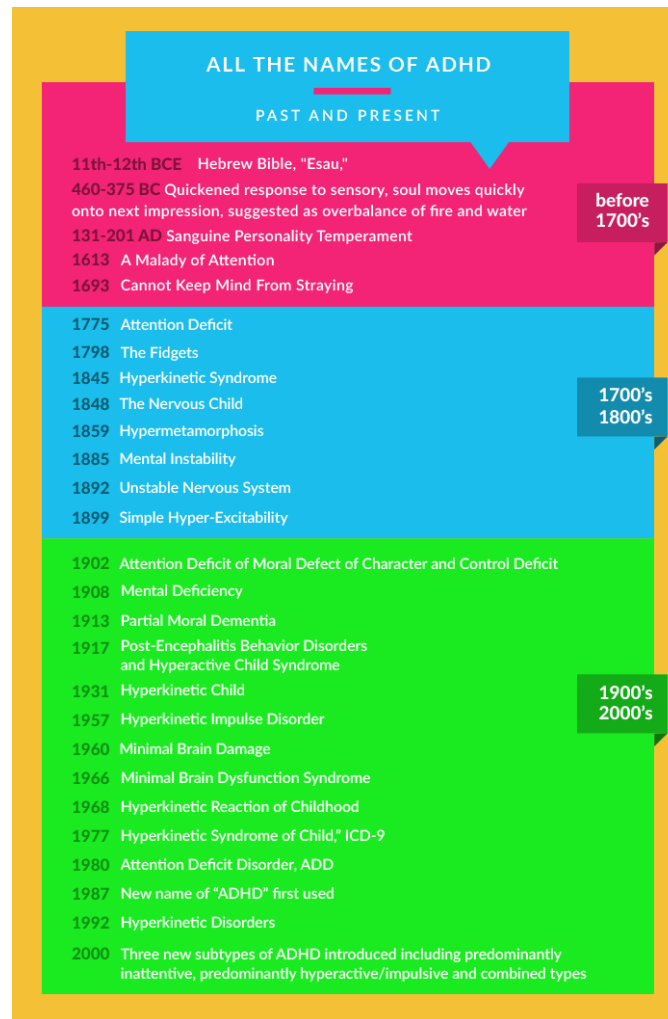 ALL THE NAMES OF ADHD
PAST AND PRESENT
11th-12th BCE Hebrew Bible, "Esau,"
460-375 BC Quickened response to sensory, soul moves quickly
onto next impression, suggested as overbalance of fire and water
131-201 AD Sanguine Personality Temperament
1613 A Malady of Attention
1693 Cannot Keep Mind From Straying
before
1700's
1775 Attention Deficit
1798 The Fidgets
1845 Hyperkinetic Syndrome
1848 The Nervous Child
1859 Hypermetamorphosis
1885 Mental Instability
1892 Unstable Nervous System
1899 Simple Hyper-Excitability
1700's
1800's
1902 Attention Deficit of Moral Defect of Character and Control Deficit
1908 Mental Deficiency
1913 Partial Moral Dementia
1917 Post-Encephalitis Behavior Disorders
and Hyperactive Child Syndrome
1931 Hyperkinetic Child
1957 Hyperkinetic Impulse Disorder
1960 Minimal Brain Damage
1966 Minimal Brain Dysfunction Syndrome
1968 Hyperkinetic Reaction of Childhood
1977 Hyperkinetic Syndrome of Child,” ICD-9
1980 Attention Deficit Disorder, ADD
1987 New name of “ADHD” first used
1992 Hyperkinetic Disorders
2000 Three new subtypes of ADHD introduced including predominantly
inattentive, predominantly hyperactive/impulsive and combined types
1900's
2000's